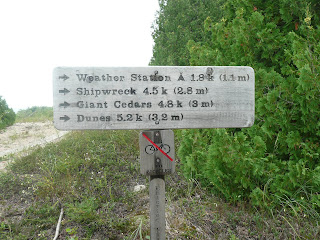 → Weather Station ▲ 1.8 k (1.1 m)
→ Shipwreck 4.5 k (2.8 m)
→ Giant Cedars 4.8 k (3 m)
→ Dunes 5.2 k (3.2 m)